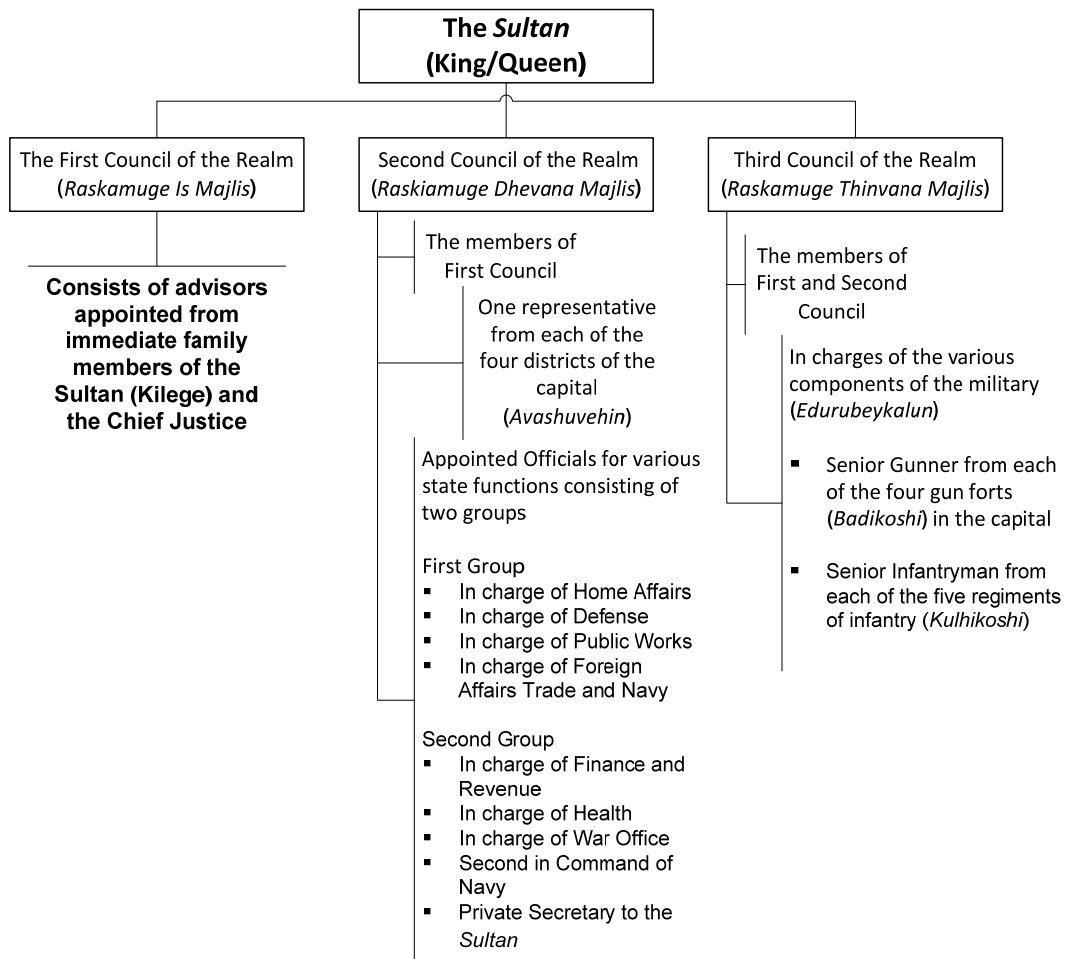 The Sultan
(King/Queen)
The First Council of the Realm
(Raskamuge Is Majlis)
Consists of advisors
appointed from
immediate family
members of the
Sultan (Kilege) and
the Chief Justice
Second Council of the Realm
(Raskiamuge Dhevana Majlis)
The members of
First Council
One representative
from each of the
four districts of the
capital
(Avashuvehin)
Appointed Officials for various
state functions consisting of
two groups
First Group
▪ In charge of Home Affairs
▪ In charge of Defense
▪ In charge of Public Works
▪ In charge of Foreign
Affairs Trade and Navy
Second Group
▪ In charge of Finance and
Revenue
▪ In charge of Health
▪ In charge of War Office
▪ Second in Command of
Navy
▪ Private Secretary to the
Sultan
Third Council of the Realm
(Raskamuge Thinvana Majlis)
The members of
First and Second
Council
In charges of the various
components of the military
(Edurubeykalun)
▪ Senior Gunner from each
of the four gun forts
(Badikoshi) in the capital
▪ Senior Infantryman from
each of the five regiments
of infantry (Kulhikoshi)